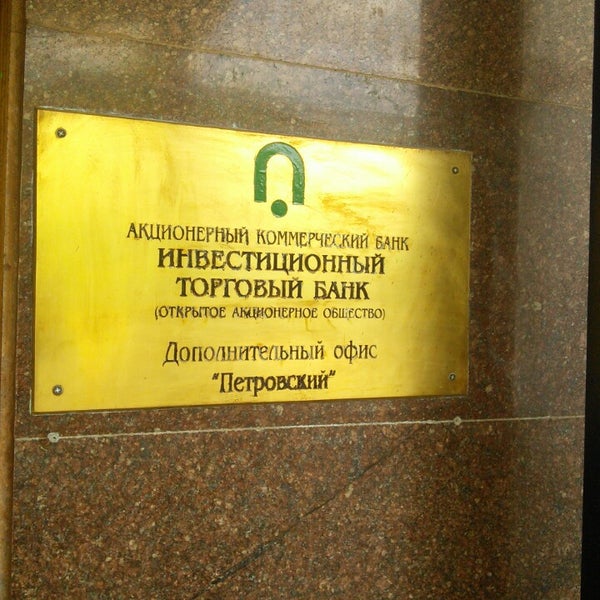 АКЦИОНЕРНЫЙ КОММЕРЧЕСКИЙ БАНК
ИНВЕСТИЦИОННЫЙ
ТОРГОВЫЙ БАНК
(ОТКРЫТОЕ АКЦИОНЕРНОЕ ОБЩЕСТВО)
ДОПОЛНИТЕЛЬНЫЙ ОФИС
"ПЕТРОВСКИЙ"